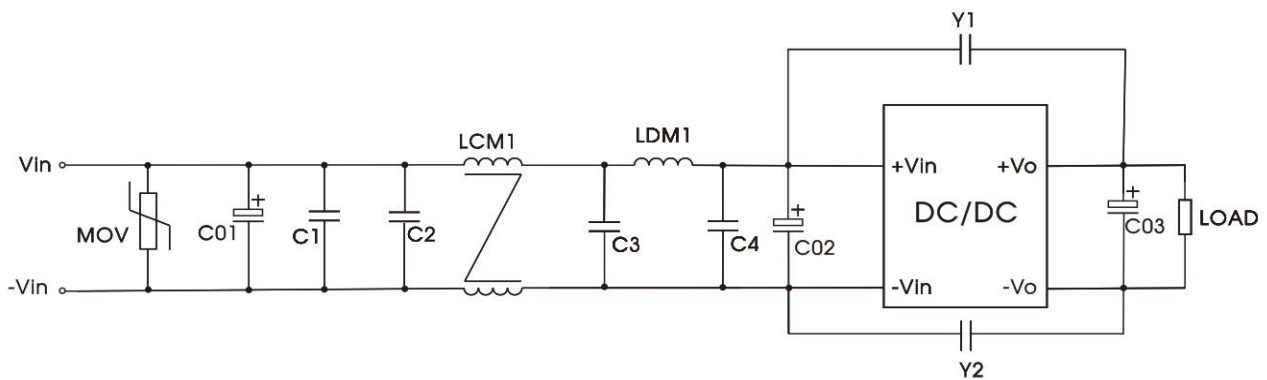 Y1
LCM1
LDM1
Vin
+Vin
+Vo
MOV
C01
+
C1
C2
C3
C4
C02
+
DC/DC
C03
+
LOAD
-Vin
-Vin
-Vo
Y2